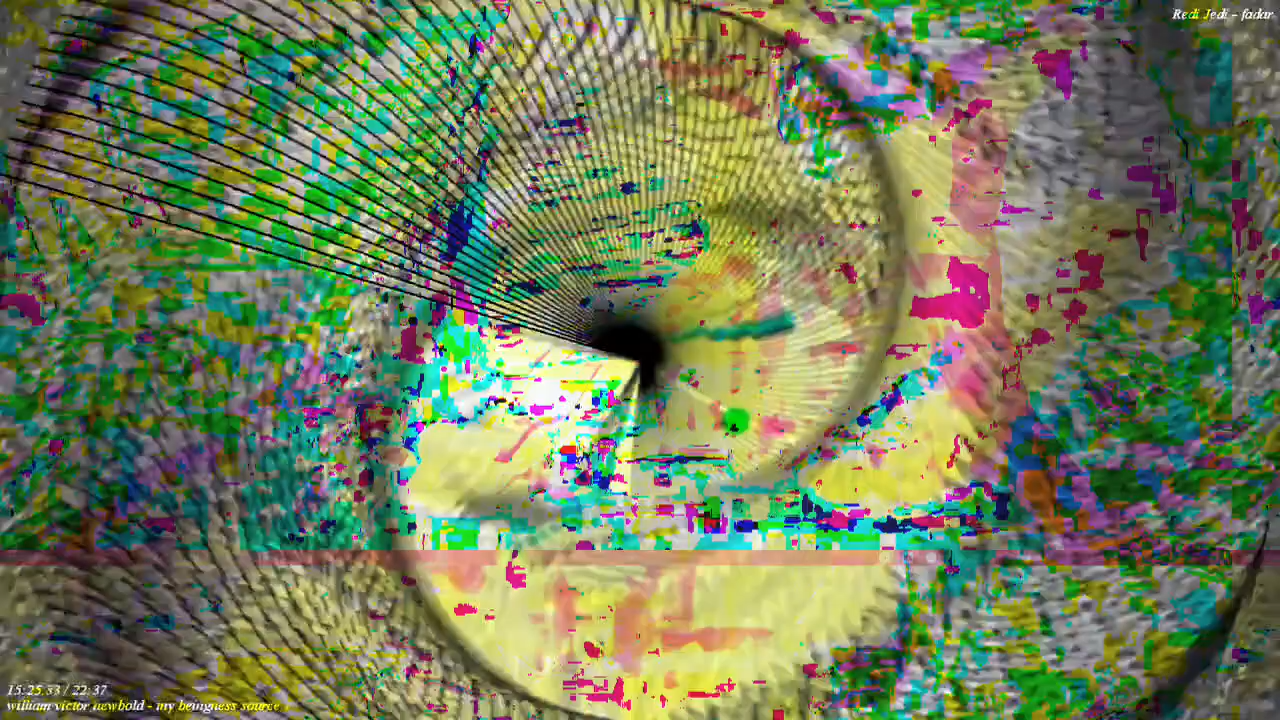 Redi Jedi - fadar
15:25.33 / 22:37
william victor newbold - my beingness source